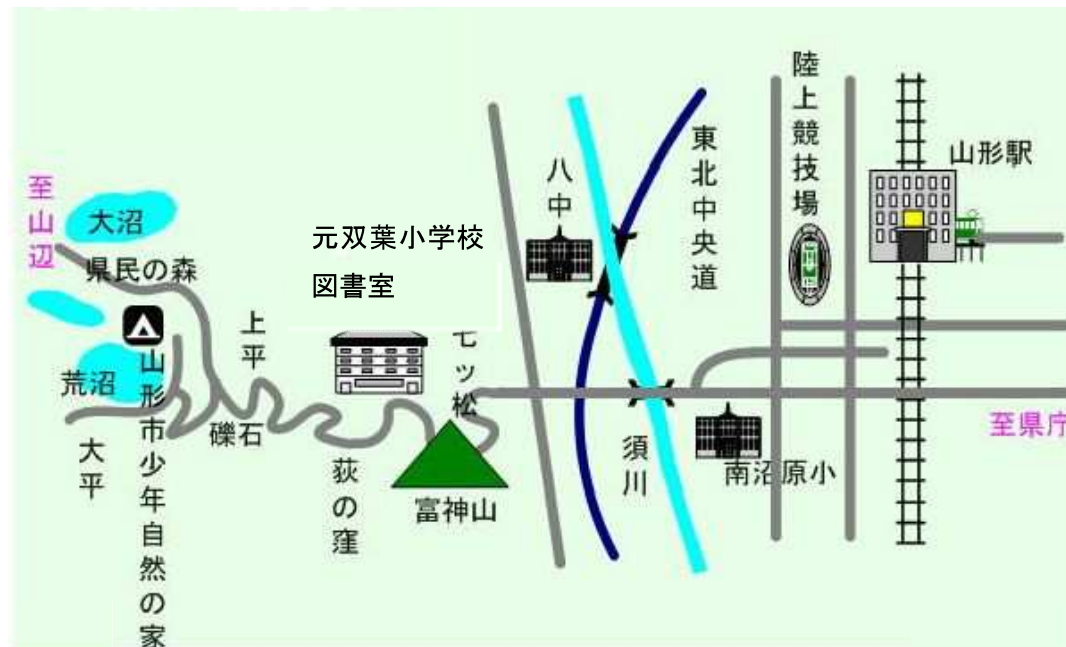 至山辺
大沼
県民の森
荒沼
大平
山形市少年自然の家
上平
礫石
元双葉小学校
図書室
荻の窪
七ッ松
富神山
八中
須川
東北中央道
南沼原小
陸上競技場
山形駅
至県庁